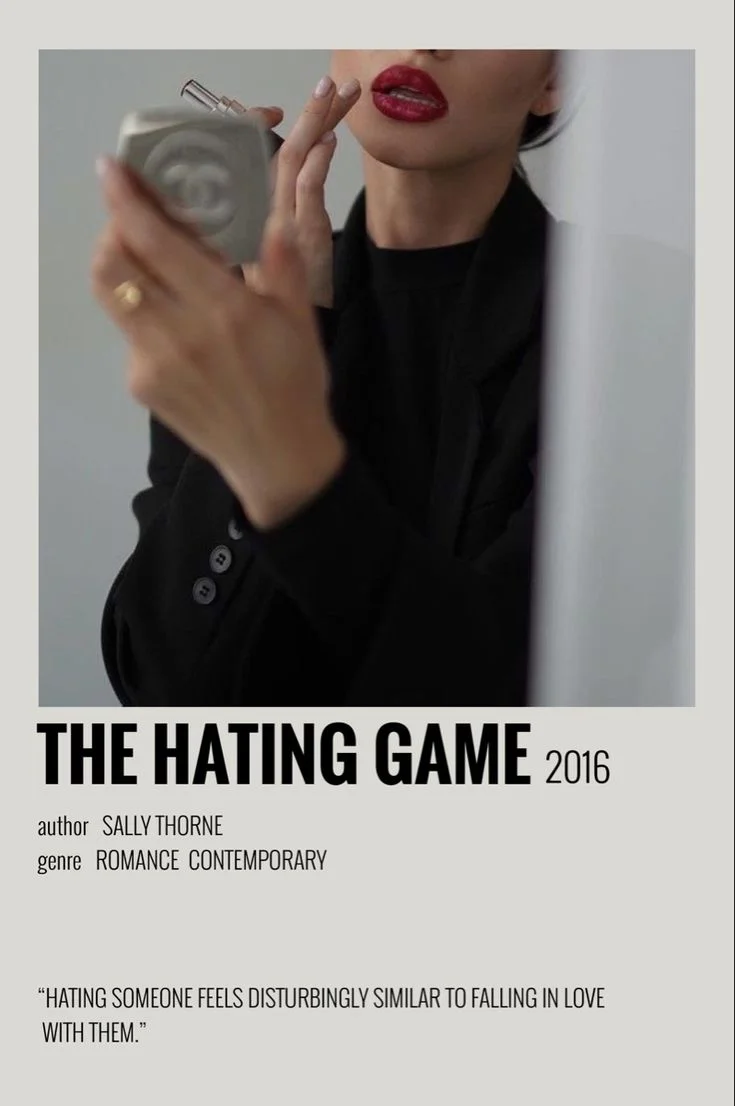 THE HATING GAME 2016
author SALLY THORNE
genre ROMANCE CONTEMPORARY
“HATING SOMEONE FEELS DISTURBINGLY SIMILAR TO FALLING IN LOVE
WITH THEM.”